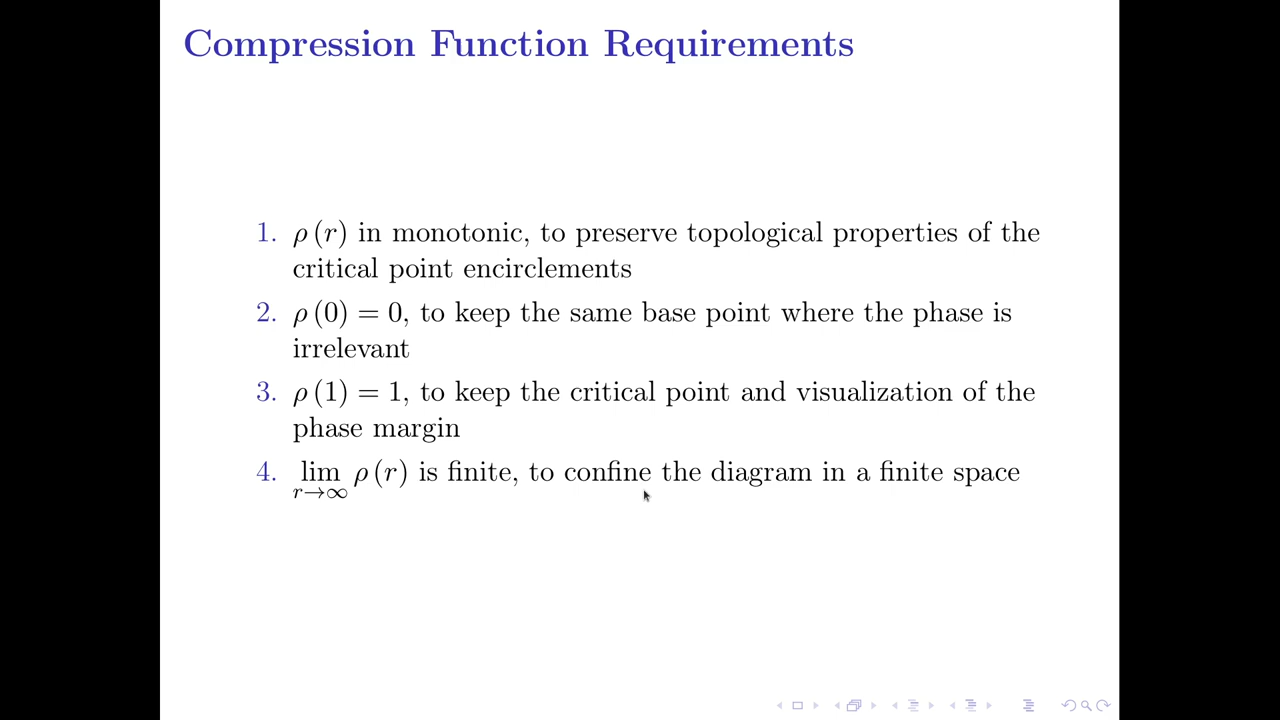 Compression Function Requirements
1. ρ (r) in monotonic, to preserve topological properties of the
critical point encirclements
2. ρ (0) = 0, to keep the same base point where the phase is
irrelevant
3. ρ (1) = 1, to keep the critical point and visualization of the
phase margin
4. lim ρ (r) is finite, to confine the diagram in a finite space
r→∞